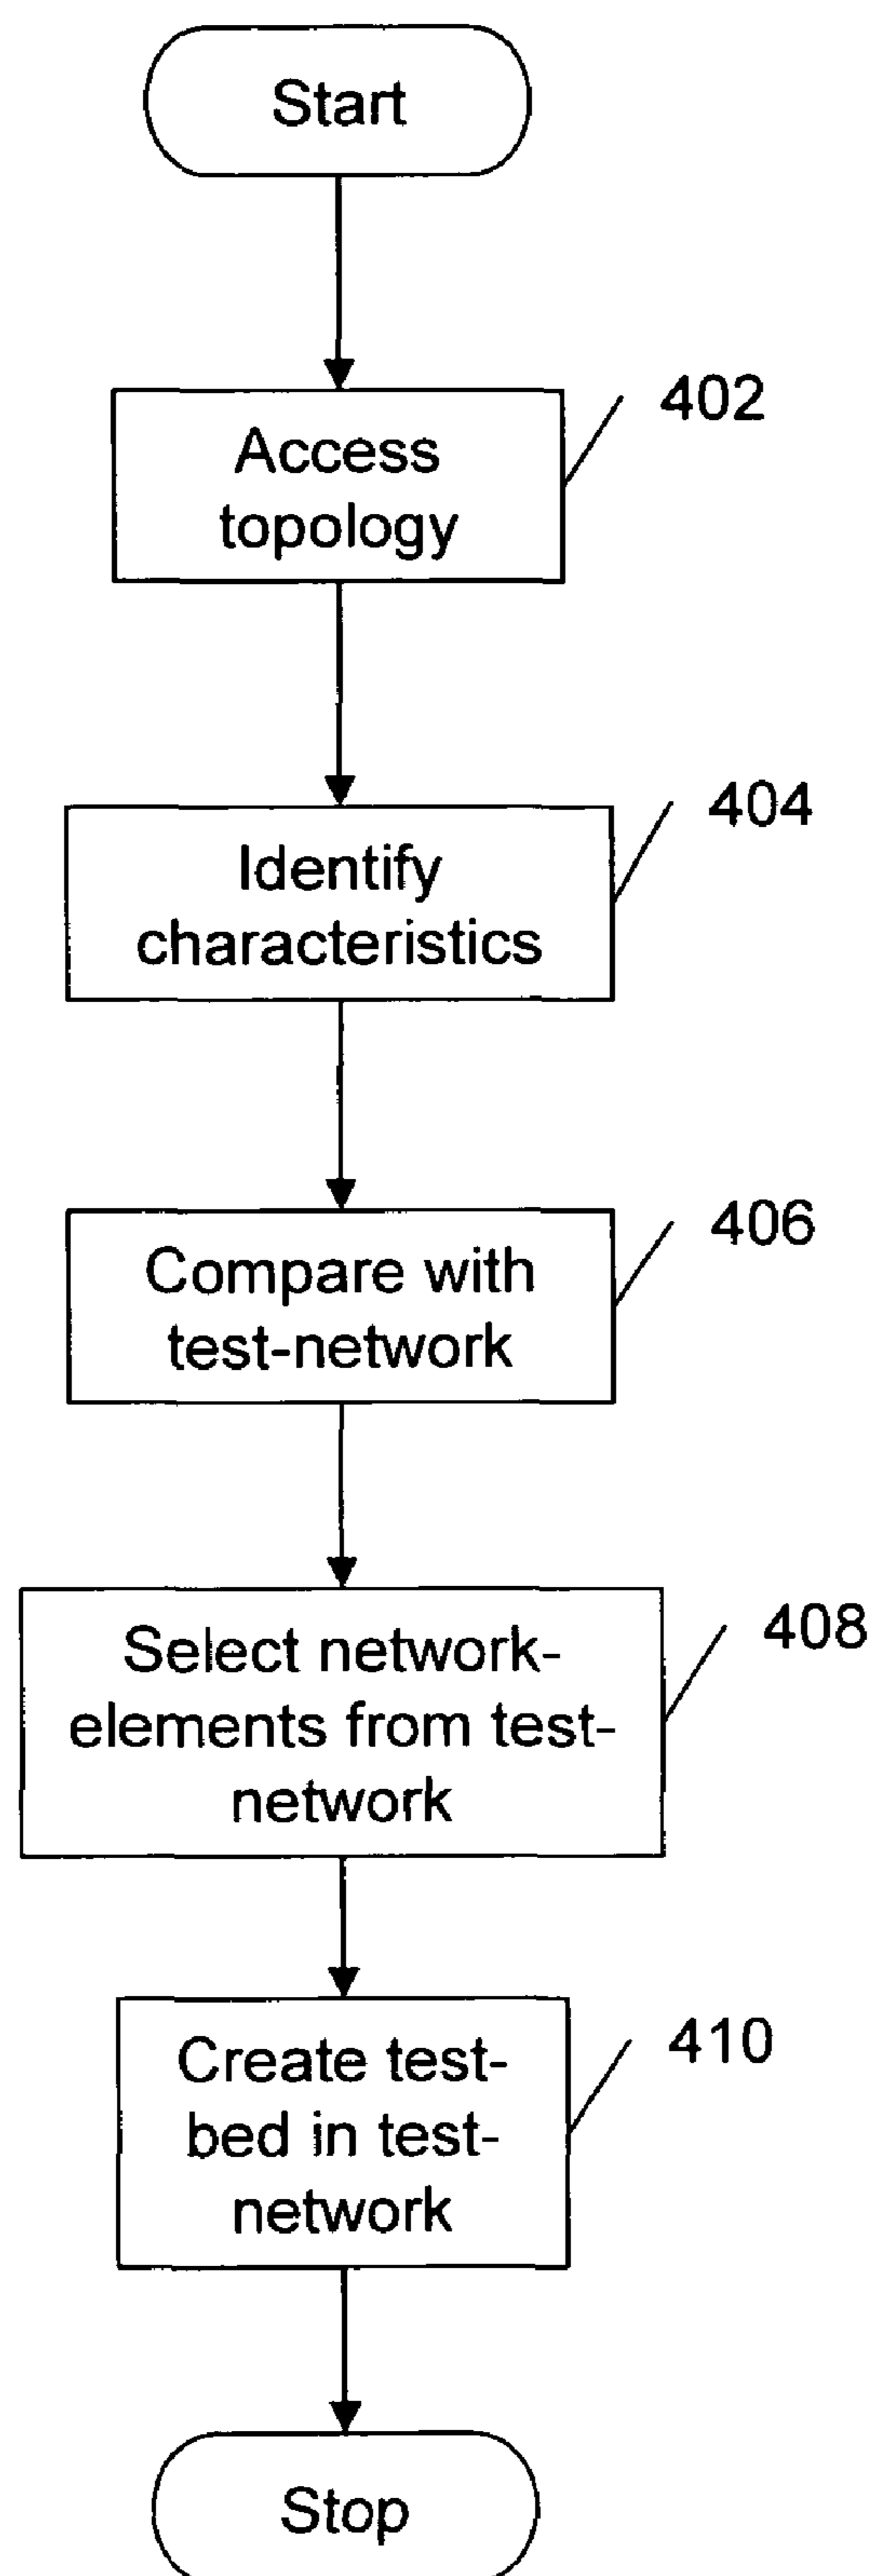 Start
402
Access
topology
404
Identify
characteristics
406
Compare with
test-network
408
Select network-
elements from test-
network
410
Create test-
bed in test-
network
Stop